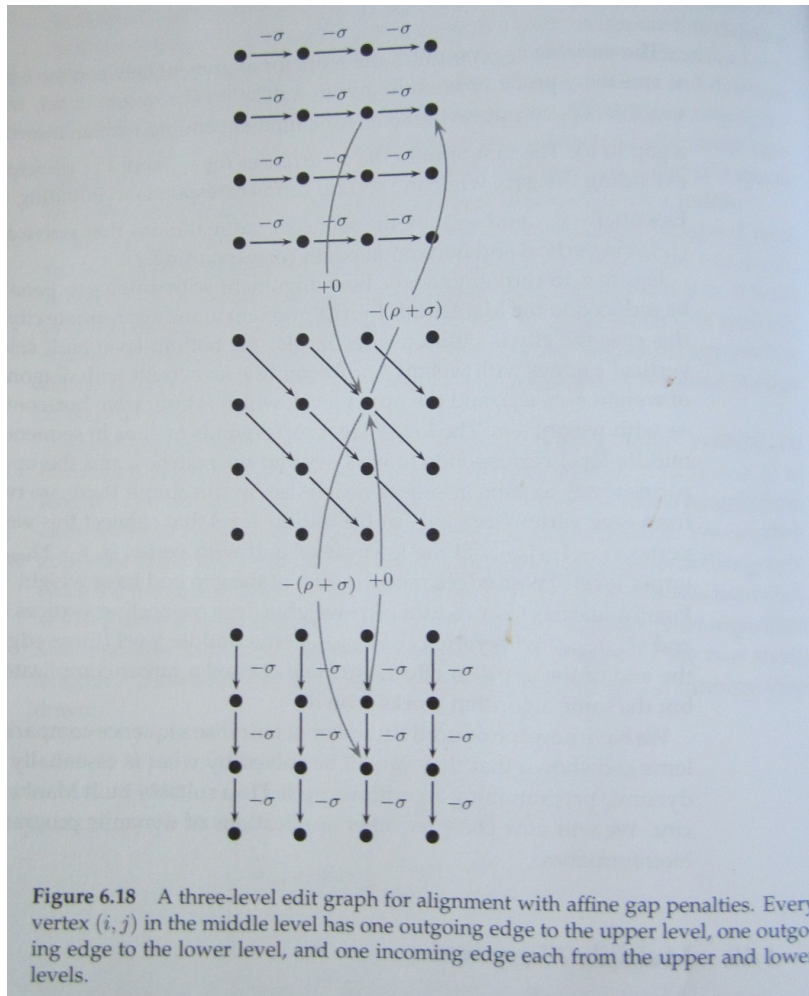 −σ −σ −σ
−σ −σ −σ
−σ −σ −σ
−σ −σ −σ
+0
−(ρ + σ)
−(ρ + σ) +0
−σ −σ −σ −σ
−σ −σ −σ −σ
−σ −σ −σ −σ
Figure 6.18 A three-level edit graph for alignment with affine gap penalties. Every
vertex (i, j) in the middle level has one outgoing edge to the upper level, one outgo-
ing edge to the lower level, and one incoming edge each from the upper and lower
levels.